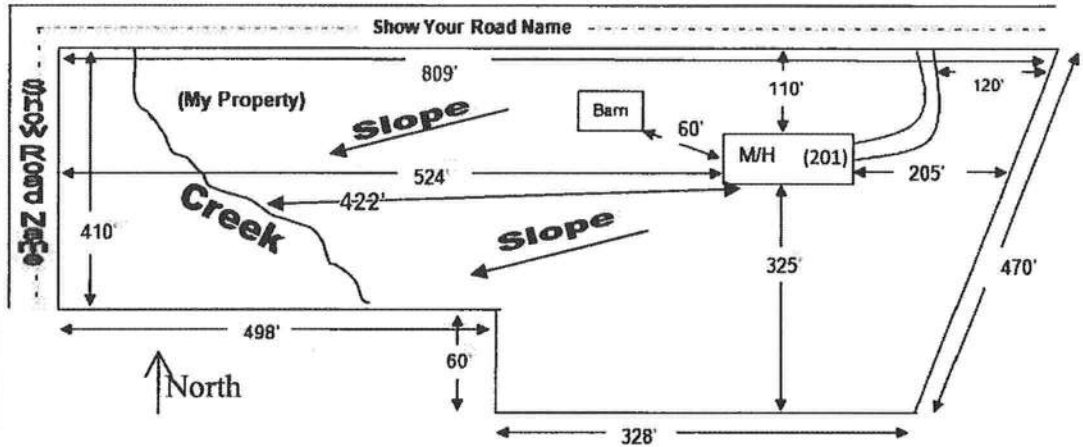 Show Your Road Name
Show Road Name
809'
(My Property)
Slope
Barn
60'
110'
120'
M/H (201)
524'
205'
422'
Creek
410'
Slope
325'
470'
498'
60'
North
328'